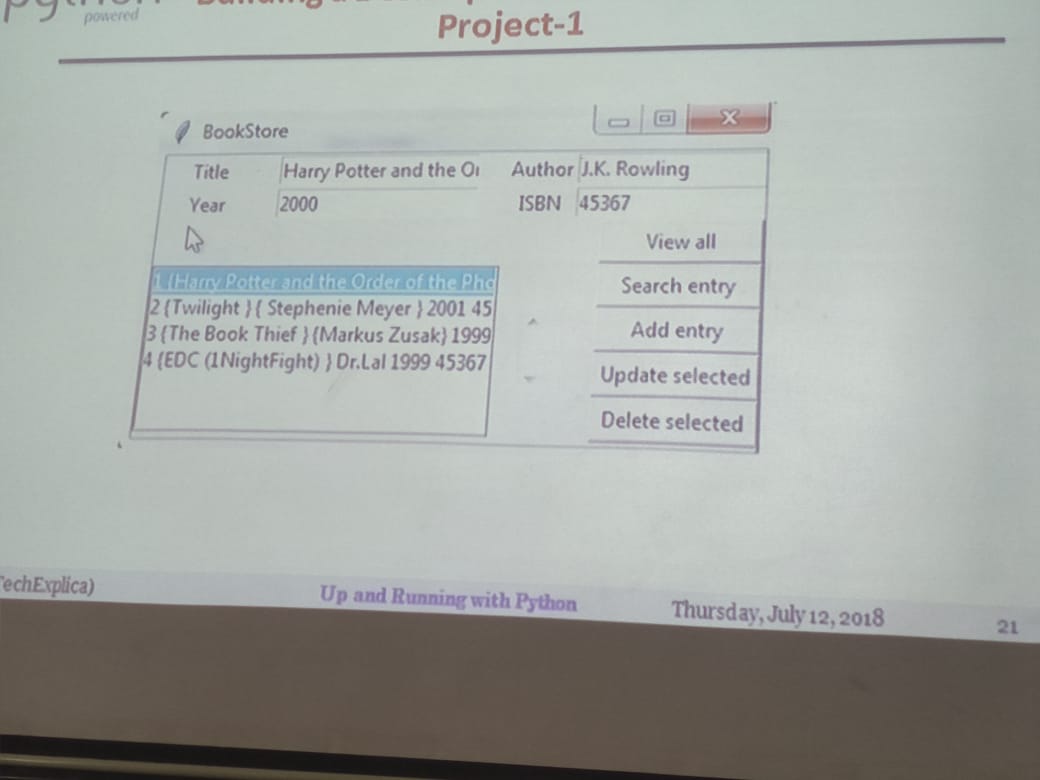 python
powered
Project-1
BookStore
Title Harry Potter and the Or Author J.K. Rowling
Year 2000 ISBN 45367
View all
1 {Harry Potter and the Order of the Pho
Search entry
2 {Twilight } { Stephenie Meyer } 2001 45
3 {The Book Thief } {Markus Zusak} 1999
Add entry
4 {EDC (1NightFight) } Dr.Lal 1999 45367
Update selected
Delete selected
TechExplica)
Up and Running with Python
Thursday, July 12, 2018
21